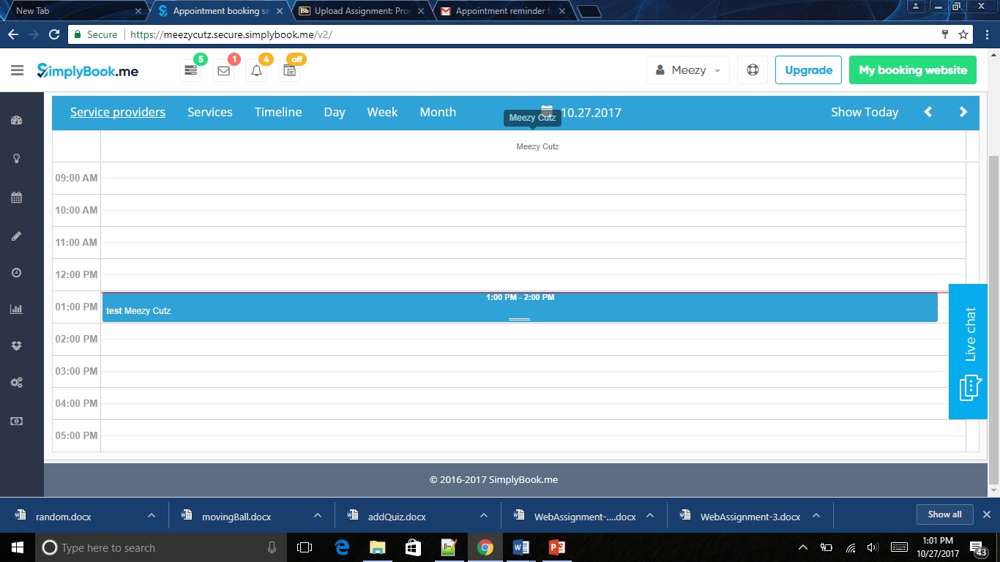 New Tab
Appointment booking se
Bb Upload Assignment: Prog
Appointment reminder fo
Secure https://meezycutz.secure.simplybook.me/v2/
SimplyBook.me
5
1
4
off
Meezy
Upgrade
My booking website
Service providers Services Timeline Day Week Month 10.27.2017 Show Today
Meezy Cutz
Meezy Cutz
09:00 AM
10:00 AM
11:00 AM
12:00 PM
1:00 PM - 2:00 PM
01:00 PM
test Meezy Cutz
02:00 PM
03:00 PM
04:00 PM
05:00 PM
Live chat
© 2016-2017 SimplyBook.me
random.docx movingBall.docx addQuiz.docx WebAssignment-....docx WebAssignment-3.docx Show all
Type here to search
1:01 PM
10/27/2017
43